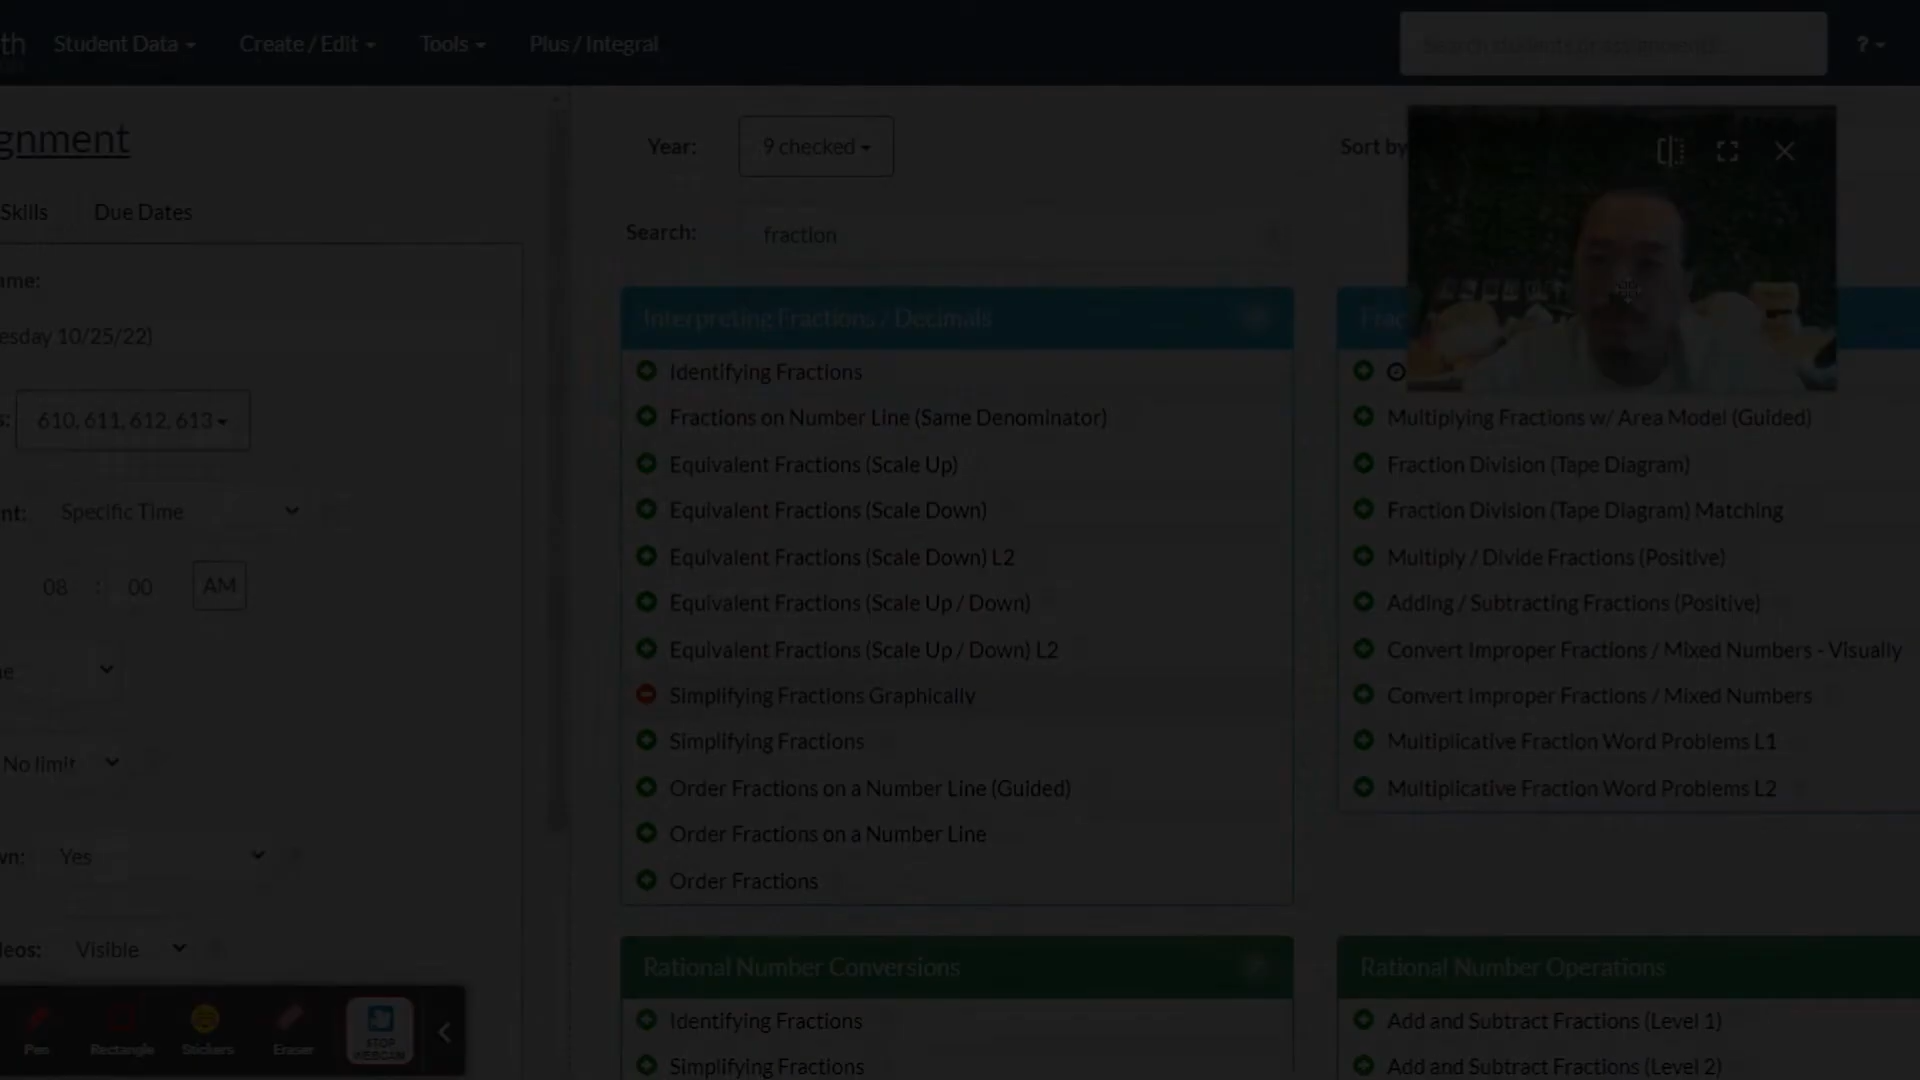 th Student Data Create / Edit Tools Plus / Integral Search students or assignments ?
gnment
Skills Due Dates
ame:
esday 10/25/22)
s: 610, 611, 612, 613
nt: Specific Time
08 : 00 AM
e
No limit
wn: Yes
leos: Visible
Pen Rectangle Stickers Eraser STOP WEBCAM
Year: 9 checked Sort by
Search: fraction
Interpreting Fractions / Decimals
Identifying Fractions
Fractions on Number Line (Same Denominator)
Equivalent Fractions (Scale Up)
Equivalent Fractions (Scale Down)
Equivalent Fractions (Scale Down) L2
Equivalent Fractions (Scale Up / Down)
Equivalent Fractions (Scale Up / Down) L2
Simplifying Fractions Graphically
Simplifying Fractions
Order Fractions on a Number Line (Guided)
Order Fractions on a Number Line
Order Fractions
Frac
Multiplying Fractions w/ Area Model (Guided)
Fraction Division (Tape Diagram)
Fraction Division (Tape Diagram) Matching
Multiply / Divide Fractions (Positive)
Adding / Subtracting Fractions (Positive)
Convert Improper Fractions / Mixed Numbers - Visually
Convert Improper Fractions / Mixed Numbers
Multiplicative Fraction Word Problems L1
Multiplicative Fraction Word Problems L2
Rational Number Conversions
Identifying Fractions
Simplifying Fractions
Rational Number Operations
Add and Subtract Fractions (Level 1)
Add and Subtract Fractions (Level 2)